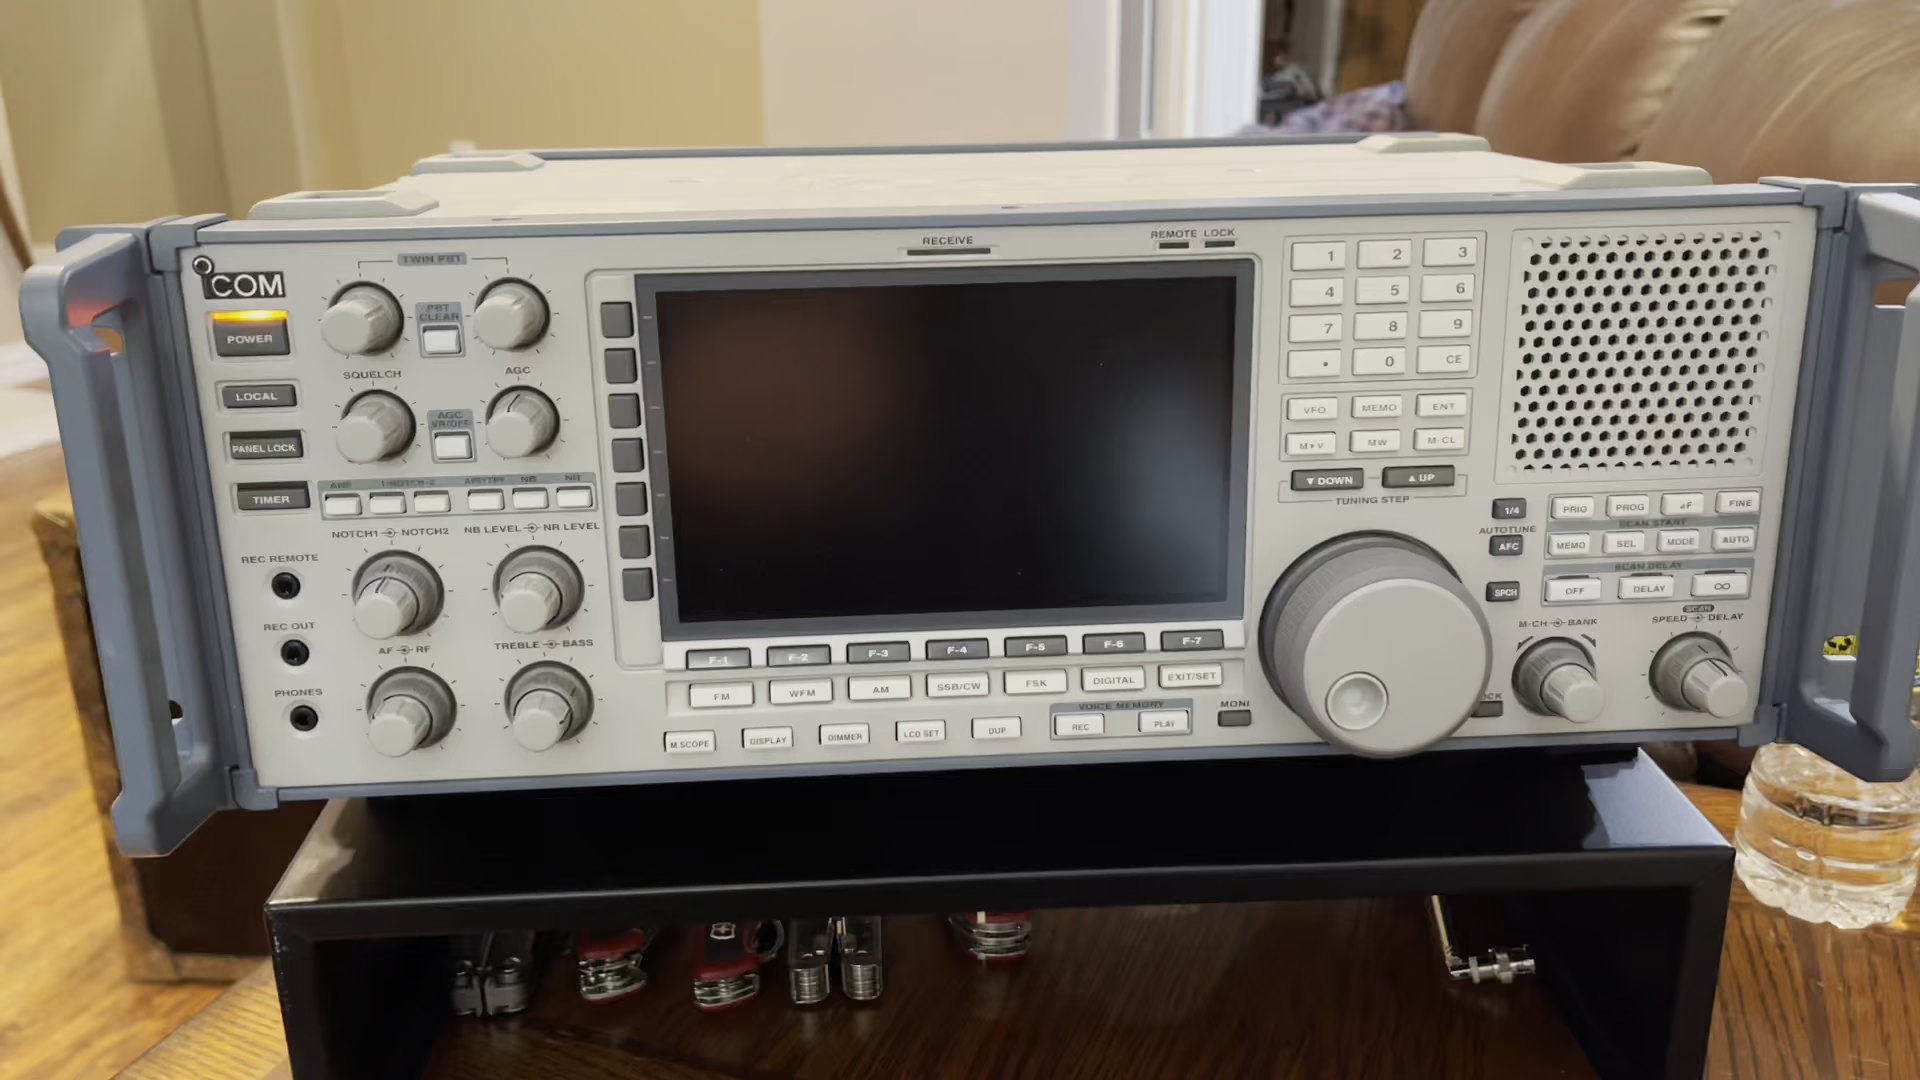 ICOM
POWER
LOCAL
PANEL LOCK
TIMER
REC REMOTE
REC OUT
PHONES
TWIN PBT
PBT CLEAR
SQUELCH
AGC
AGC VR/OFF
AMP
1-NOTCH-2
NB
NR
NOTCH1 NOTCH2
NB LEVEL NR LEVEL
AF RF
TREBLE BASS
RECEIVE
REMOTE LOCK
F-1 F-2 F-3 F-4 F-5 F-6 F-7
FM WFM AM SSB/CW FSK DIGITAL EXIT/SET
VOICE MEMORY
M.SCOPE DISPLAY DIMMER LCD SET DUP REC PLAY
MONI
1 2 3
4 5 6
7 8 9
. 0 CE
VFO MEMO ENT
M▸V MW M-CL
▼DOWN ▲UP
TUNING STEP
1/4
AUTOTUNE
AFC
SPCH
PRIO PROG ⊿F FINE
SCAN START
MEMO SEL MODE AUTO
SCAN DELAY
OFF DELAY ∞
M-CH BANK
SCAN
SPEED DELAY